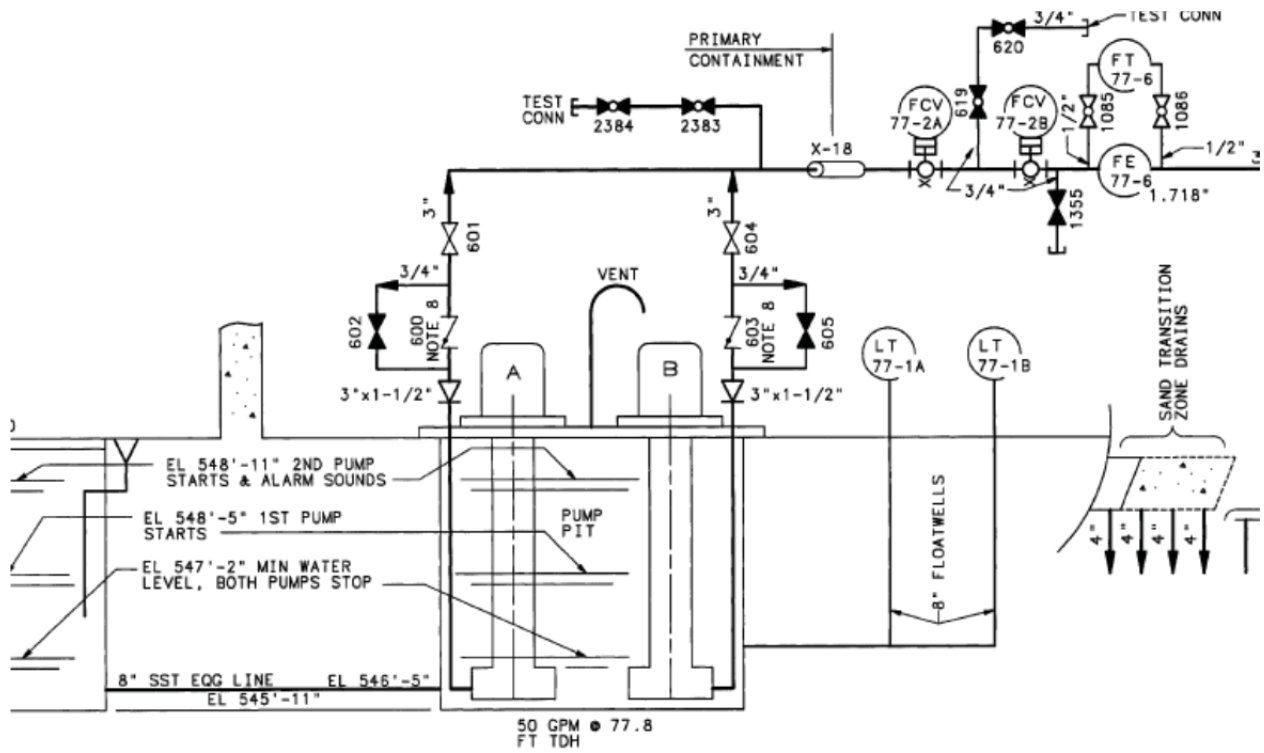 TEST CONN
3/4"
620
PRIMARY
CONTAINMENT
FT
77-6
TEST
CONN
2384
2383
619
FCV
77-2A
FCV
77-2B
1/2"
1085
1086
X-18
1/2"
FE
77-6
1.718"
3/4"
1355
X
X
3"
601
3"
604
3/4"
3/4"
VENT
602
600
NOTE 8
603
NOTE 8
605
LT
77-1A
LT
77-1B
SAND TRANSITION
ZONE DRAINS
A
B
3"x1-1/2"
3"x1-1/2"
EL 548'-11" 2ND PUMP
STARTS & ALARM SOUNDS
EL 548'-5" 1ST PUMP
STARTS
PUMP
PIT
EL 547'-2" MIN WATER
LEVEL, BOTH PUMPS STOP
8" FLOATWELLS
4"
4"
4"
4"
8" SST EQG LINE
EL 546'-5"
EL 545'-11"
50 GPM @ 77.8
FT TDH